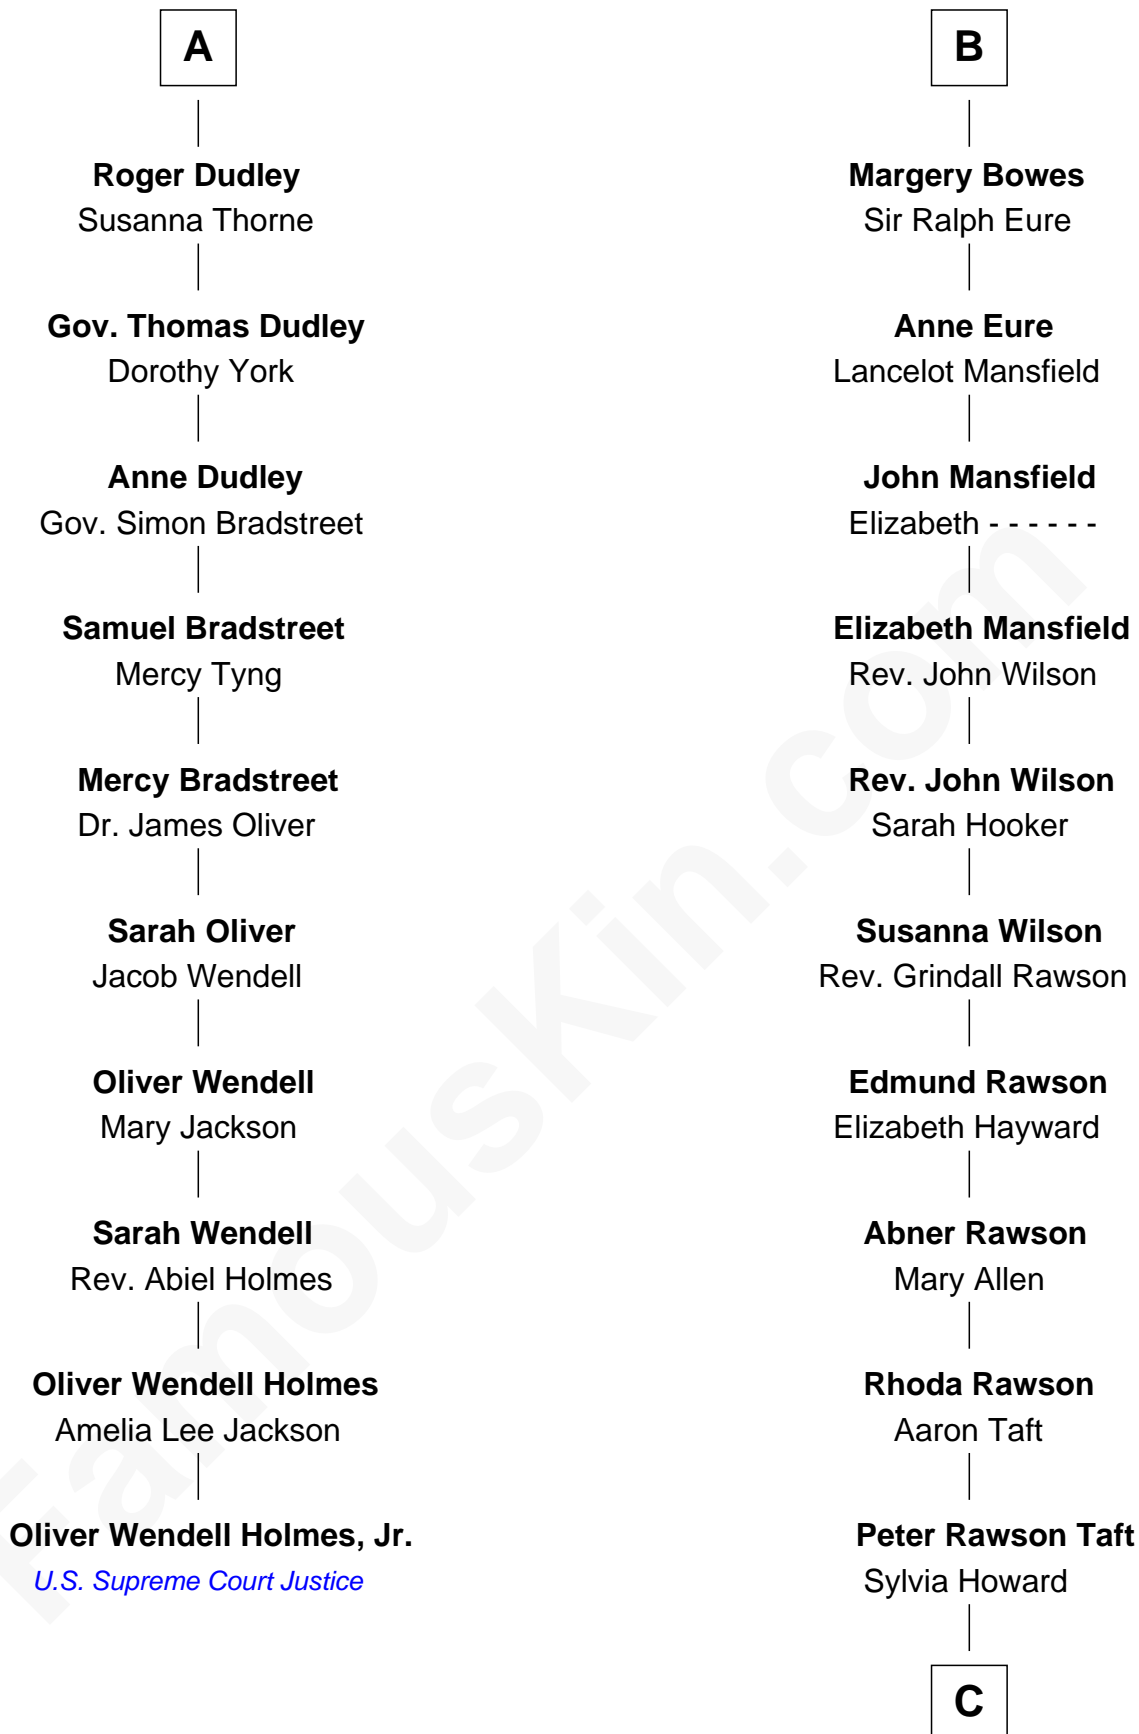 A
Roger Dudley
Susanna Thorne
Gov. Thomas Dudley
Dorothy York
Anne Dudley
Gov. Simon Bradstreet
Samuel Bradstreet
Mercy Tyng
Mercy Bradstreet
Dr. James Oliver
Sarah Oliver
Jacob Wendell
Oliver Wendell
Mary Jackson
Sarah Wendell
Rev. Abiel Holmes
Oliver Wendell Holmes
Amelia Lee Jackson
Oliver Wendell Holmes, Jr.
U.S. Supreme Court Justice
B
Margery Bowes
Sir Ralph Eure
Anne Eure
Lancelot Mansfield
John Mansfield
Elizabeth - - - - - -
Elizabeth Mansfield
Rev. John Wilson
Rev. John Wilson
Sarah Hooker
Susanna Wilson
Rev. Grindall Rawson
Edmund Rawson
Elizabeth Hayward
Abner Rawson
Mary Allen
Rhoda Rawson
Aaron Taft
Peter Rawson Taft
Sylvia Howard
C
FamousKin.com